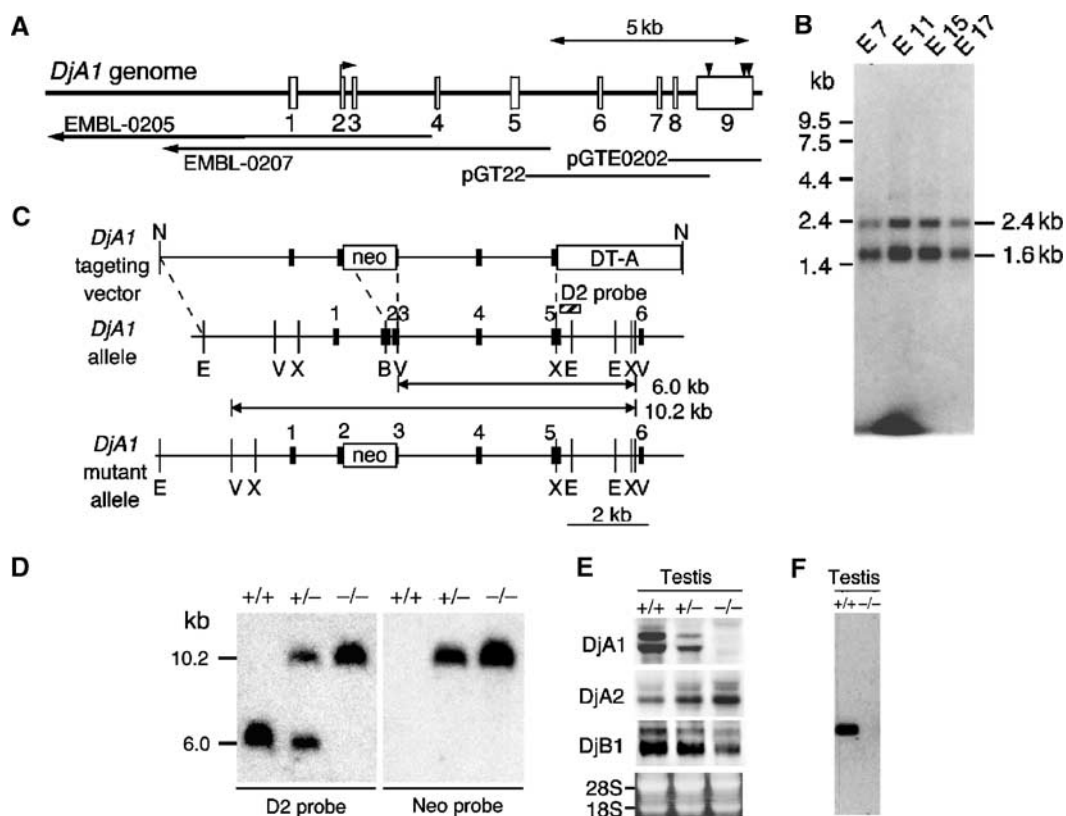 A
5 kb
DjA1 genome
1 2 3 4 5 6 7 8 9
EMBL-0205
EMBL-0207
pGTE0202
pGT22
B
E 7 E 11 E 15 E 17
kb
9.5
7.5
4.4
2.4
1.4
2.4 kb
1.6 kb
C
DjA1 tageting vector
N N
neo DT-A
D2 probe
DjA1 allele
1 2 3 4 5 6
E V X B V X E E X V
6.0 kb
10.2 kb
DjA1 mutant allele
1 2 3 4 5 6
neo
E V X X E E X V
2 kb
D
+/+ +/− −/− +/+ +/− −/−
kb
10.2
6.0
D2 probe Neo probe
E
Testis
+/+ +/− −/−
DjA1
DjA2
DjB1
28S
18S
F
Testis
+/+ −/−